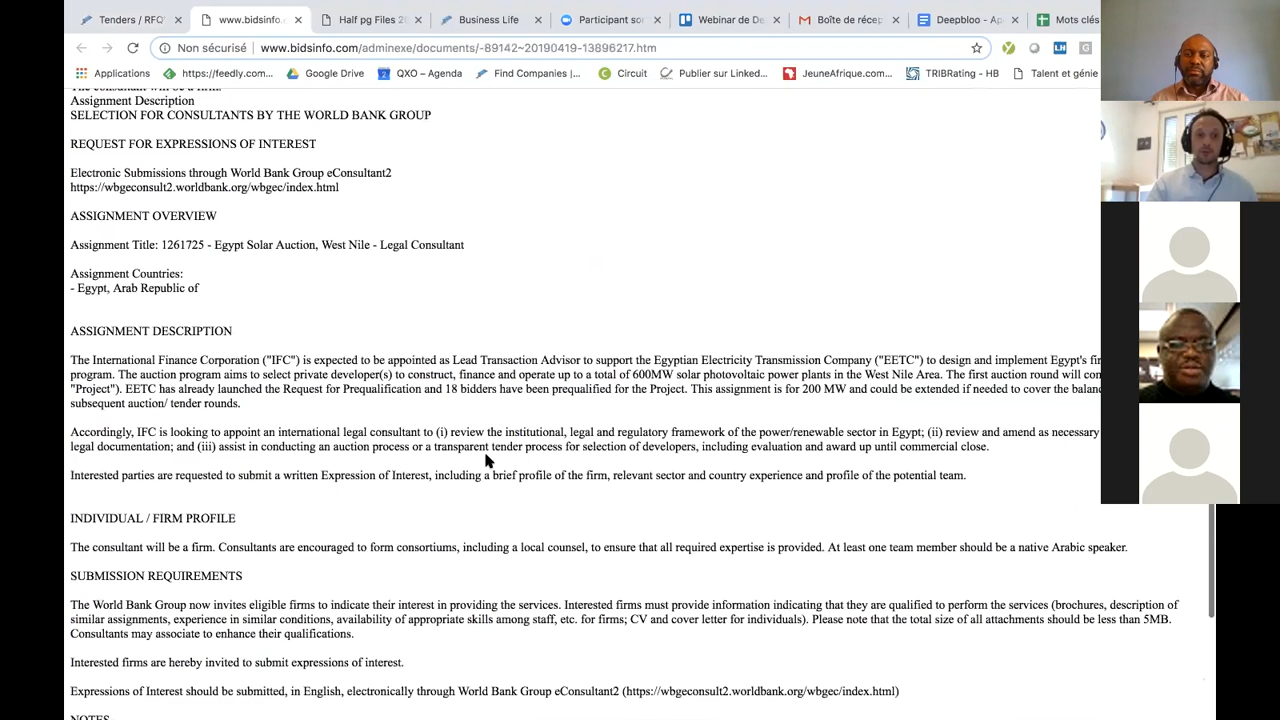 Tenders / RFQ'
www.bidsinfo.
Half pg Files 2
Business Life
Participant so
Webinar de De
Boîte de récep
Deepbloo - Ap
Mots clés
Non sécurisé
www.bidsinfo.com/adminexe/documents/-89142~20190419-13896217.htm
Applications
https://feedly.com...
Google Drive
QXO – Agenda
Find Companies |...
Circuit
Publier sur Linked...
JeuneAfrique.com...
TRIBRating - HB
Talent et génie
The consultant will be a firm.
Assignment Description
SELECTION FOR CONSULTANTS BY THE WORLD BANK GROUP
REQUEST FOR EXPRESSIONS OF INTEREST
Electronic Submissions through World Bank Group eConsultant2
https://wbgeconsult2.worldbank.org/wbgec/index.html
ASSIGNMENT OVERVIEW
Assignment Title: 1261725 - Egypt Solar Auction, West Nile - Legal Consultant
Assignment Countries:
- Egypt, Arab Republic of
ASSIGNMENT DESCRIPTION
The International Finance Corporation ("IFC") is expected to be appointed as Lead Transaction Advisor to support the Egyptian Electricity Transmission Company ("EETC") to design and implement Egypt's fir
program. The auction program aims to select private developer(s) to construct, finance and operate up to a total of 600MW solar photovoltaic power plants in the West Nile Area. The first auction round will con
"Project"). EETC has already launched the Request for Prequalification and 18 bidders have been prequalified for the Project. This assignment is for 200 MW and could be extended if needed to cover the balan
subsequent auction/ tender rounds.
Accordingly, IFC is looking to appoint an international legal consultant to (i) review the institutional, legal and regulatory framework of the power/renewable sector in Egypt; (ii) review and amend as necessary
legal documentation; and (iii) assist in conducting an auction process or a transparent tender process for selection of developers, including evaluation and award up until commercial close.
Interested parties are requested to submit a written Expression of Interest, including a brief profile of the firm, relevant sector and country experience and profile of the potential team.
INDIVIDUAL / FIRM PROFILE
The consultant will be a firm. Consultants are encouraged to form consortiums, including a local counsel, to ensure that all required expertise is provided. At least one team member should be a native Arabic speaker.
SUBMISSION REQUIREMENTS
The World Bank Group now invites eligible firms to indicate their interest in providing the services. Interested firms must provide information indicating that they are qualified to perform the services (brochures, description of
similar assignments, experience in similar conditions, availability of appropriate skills among staff, etc. for firms; CV and cover letter for individuals). Please note that the total size of all attachments should be less than 5MB.
Consultants may associate to enhance their qualifications.
Interested firms are hereby invited to submit expressions of interest.
Expressions of Interest should be submitted, in English, electronically through World Bank Group eConsultant2 (https://wbgeconsult2.worldbank.org/wbgec/index.html)
NOTES